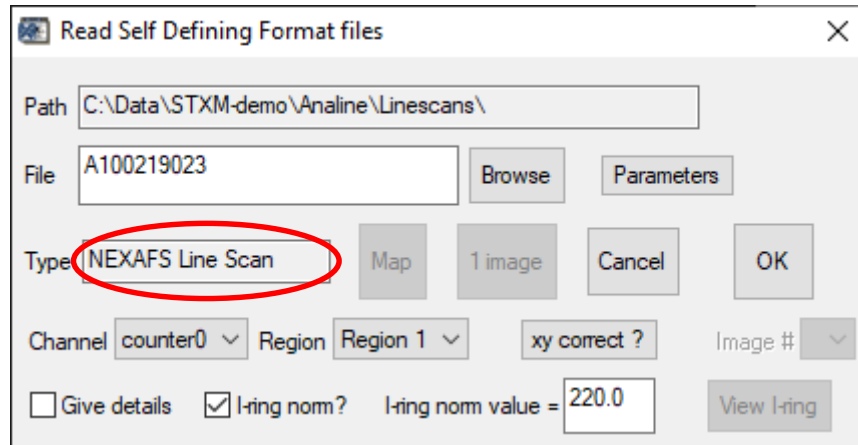 Read Self Defining Format files
Path C:\Data\STXM-demo\Analine\Linescans\
File A100219023 Browse Parameters
Type NEXAFS Line Scan Map 1 image Cancel OK
Channel counter0 Region Region 1 xy correct ? Image #
Give details I-ring norm? I-ring norm value = 220.0 View I-ring